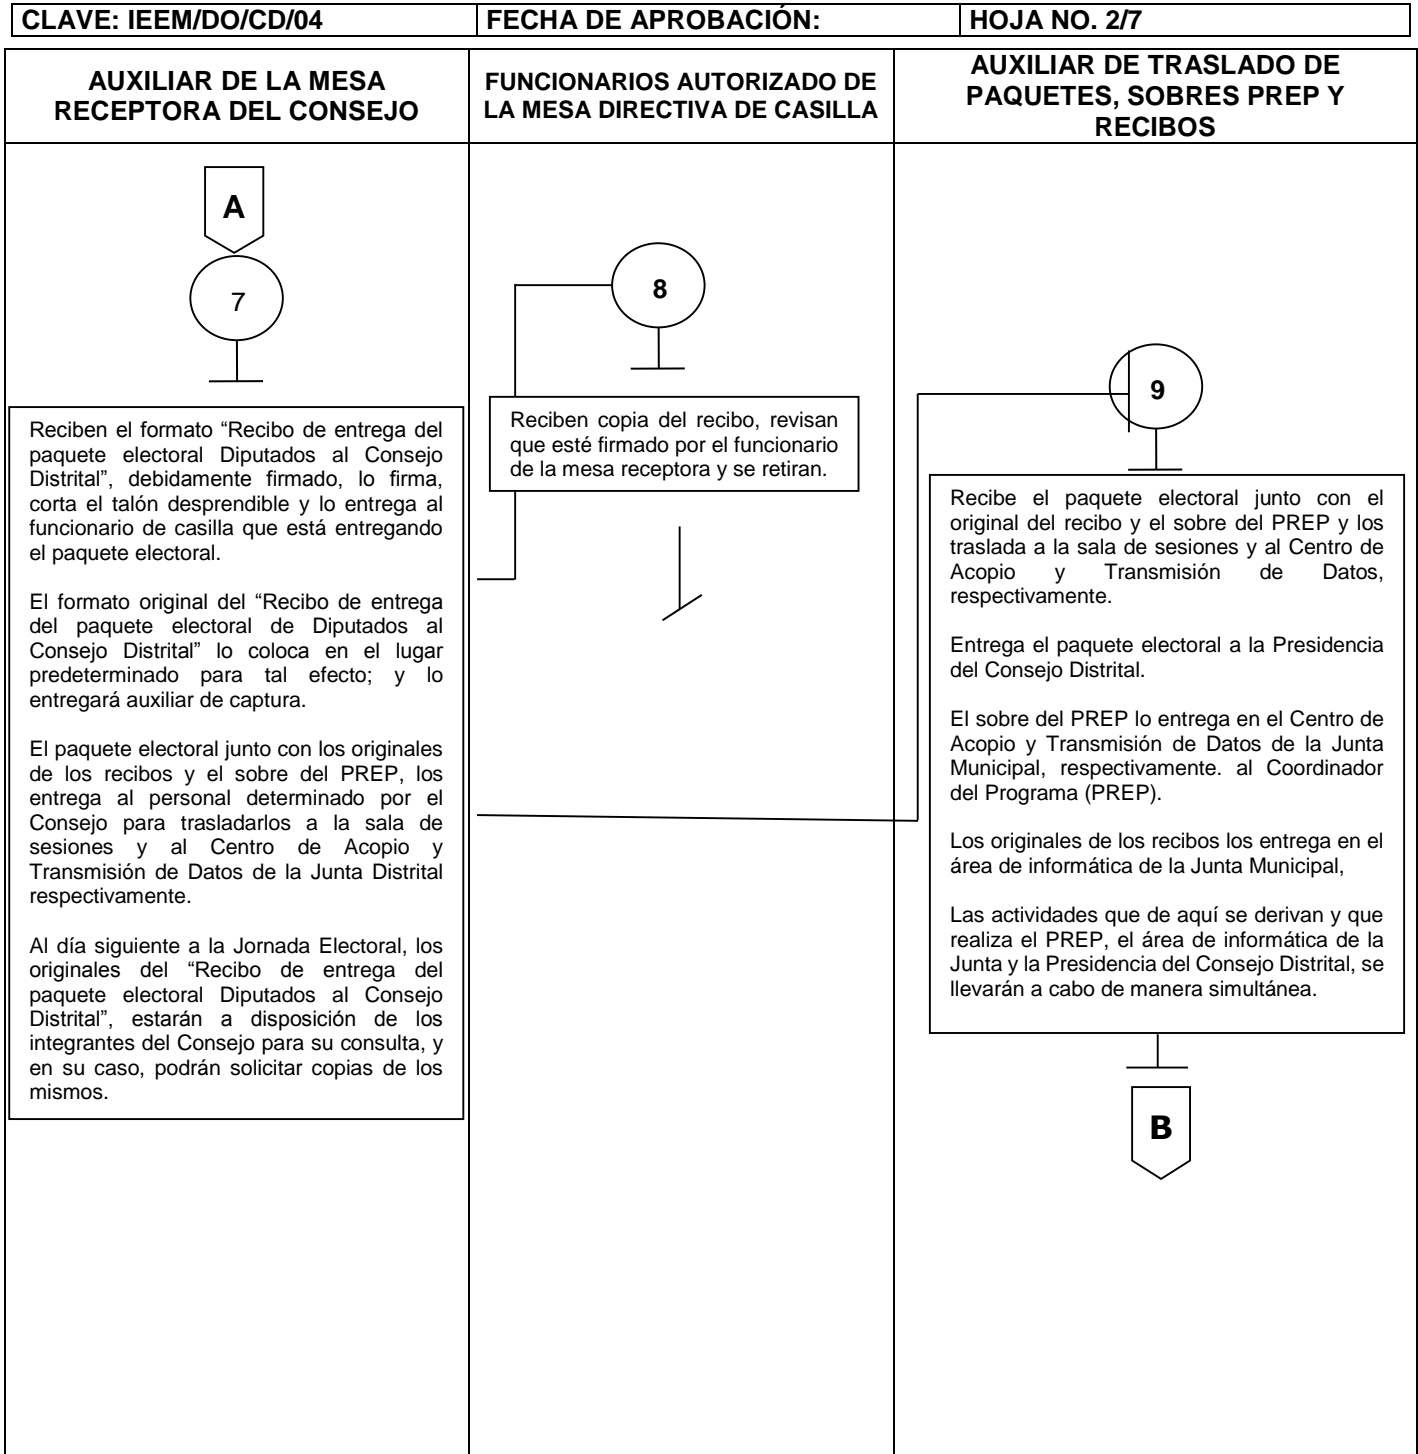 CLAVE: IEEM/DO/CD/04 FECHA DE APROBACIÓN: HOJA NO. 2/7
AUXILIAR DE LA MESA
RECEPTORA DEL CONSEJO
FUNCIONARIOS AUTORIZADO DE
LA MESA DIRECTIVA DE CASILLA
AUXILIAR DE TRASLADO DE
PAQUETES, SOBRES PREP Y
RECIBOS
A
7
Reciben el formato “Recibo de entrega del
paquete electoral Diputados al Consejo
Distrital”, debidamente firmado, lo firma,
corta el talón desprendible y lo entrega al
funcionario de casilla que está entregando
el paquete electoral.
El formato original del “Recibo de entrega
del paquete electoral de Diputados al
Consejo Distrital” lo coloca en el lugar
predeterminado para tal efecto; y lo
entregará auxiliar de captura.
El paquete electoral junto con los originales
de los recibos y el sobre del PREP, los
entrega al personal determinado por el
Consejo para trasladarlos a la sala de
sesiones y al Centro de Acopio y
Transmisión de Datos de la Junta Distrital
respectivamente.
Al día siguiente a la Jornada Electoral, los
originales del “Recibo de entrega del
paquete electoral Diputados al Consejo
Distrital”, estarán a disposición de los
integrantes del Consejo para su consulta, y
en su caso, podrán solicitar copias de los
mismos.
8
Reciben copia del recibo, revisan
que esté firmado por el funcionario
de la mesa receptora y se retiran.
9
Recibe el paquete electoral junto con el
original del recibo y el sobre del PREP y los
traslada a la sala de sesiones y al Centro de
Acopio y Transmisión de Datos,
respectivamente.
Entrega el paquete electoral a la Presidencia
del Consejo Distrital.
El sobre del PREP lo entrega en el Centro de
Acopio y Transmisión de Datos de la Junta
Municipal, respectivamente. al Coordinador
del Programa (PREP).
Los originales de los recibos los entrega en el
área de informática de la Junta Municipal,
Las actividades que de aquí se derivan y que
realiza el PREP, el área de informática de la
Junta y la Presidencia del Consejo Distrital, se
llevarán a cabo de manera simultánea.
B